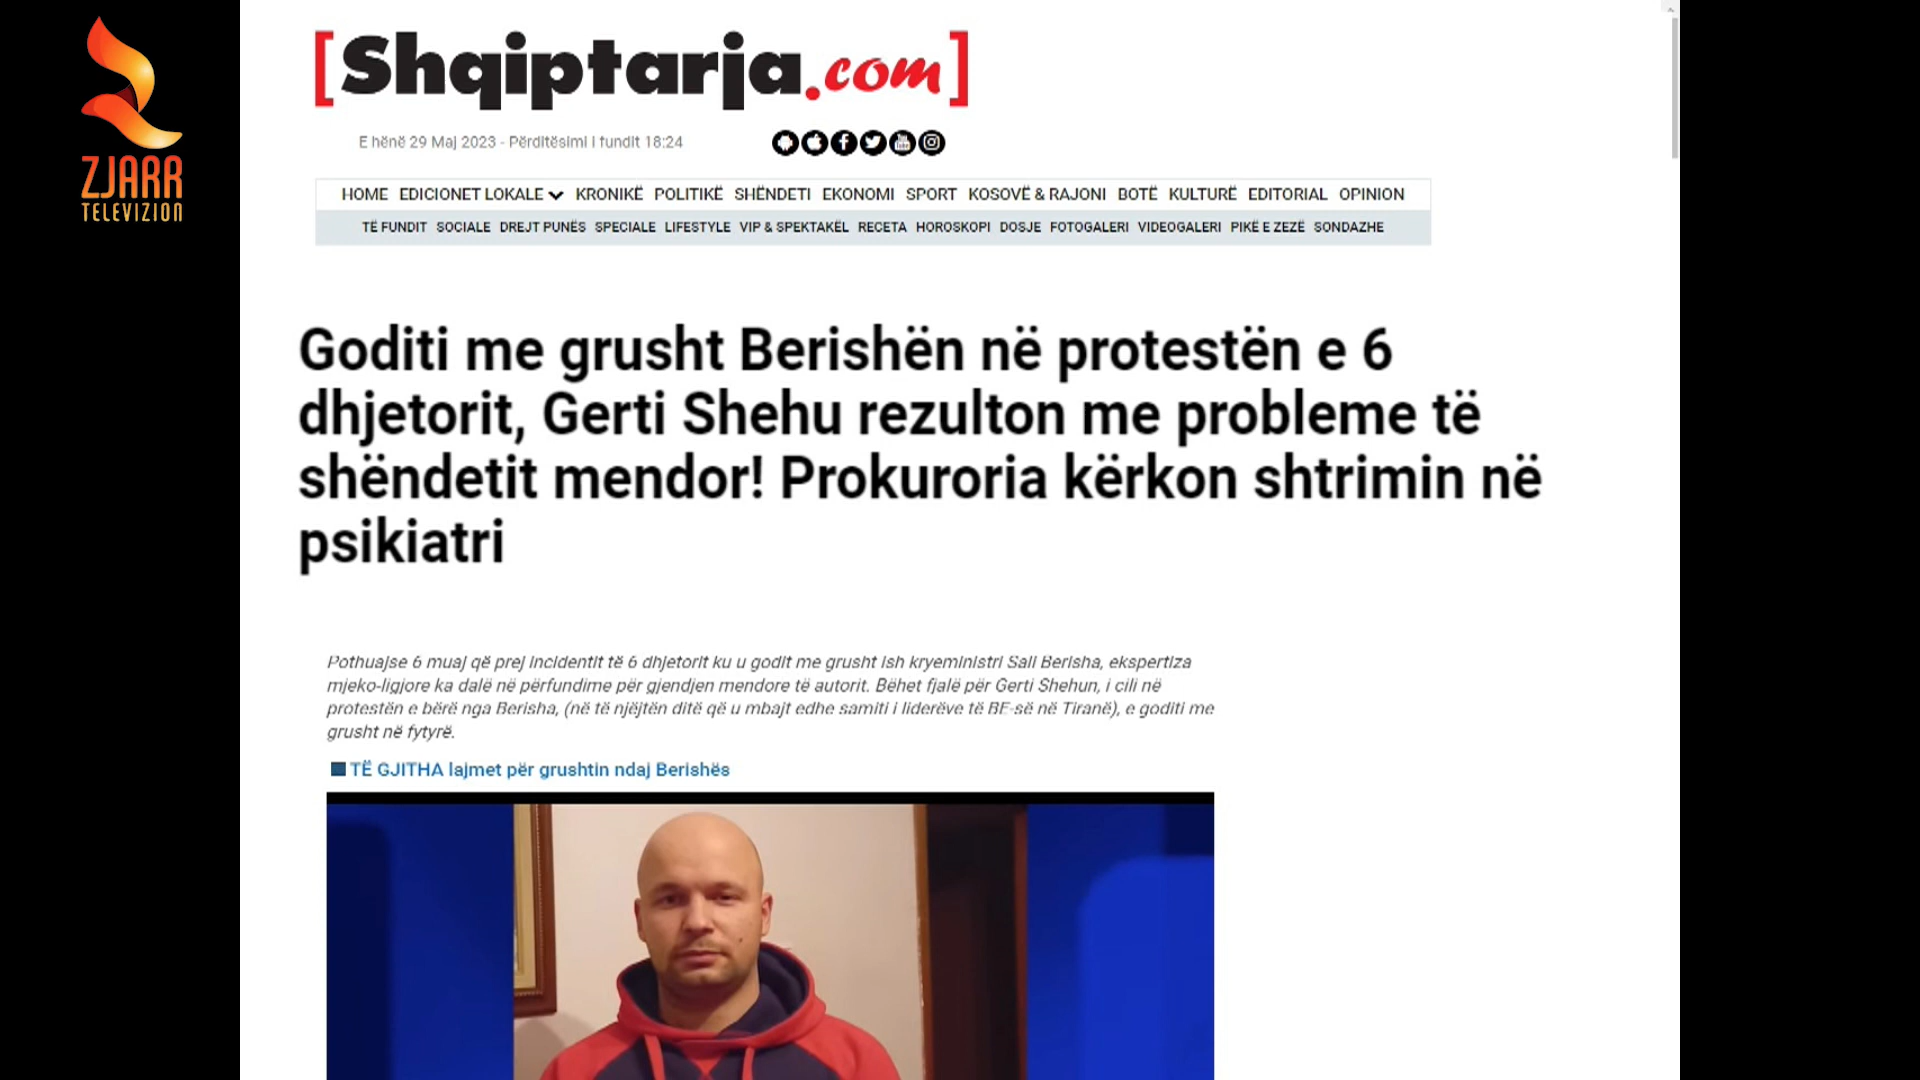 ZJARR
TELEVIZION
[Shqiptarja.com]
E hënë 29 Maj 2023 - Përditësimi i fundit 18:24
HOME EDICIONET LOKALE KRONIKË POLITIKË SHËNDETI EKONOMI SPORT KOSOVË & RAJONI BOTË KULTURË EDITORIAL OPINION
TË FUNDIT SOCIALE DREJT PUNËS SPECIALE LIFESTYLE VIP & SPEKTAKËL RECETA HOROSKOPI DOSJE FOTOGALERI VIDEOGALERI PIKË E ZEZË SONDAZHE
Goditi me grusht Berishën në protestën e 6
dhjetorit, Gerti Shehu rezulton me probleme të
shëndetit mendor! Prokuroria kërkon shtrimin në
psikiatri
Pothuajse 6 muaj që prej incidentit të 6 dhjetorit ku u godit me grusht ish kryeministri Sali Berisha, ekspertiza
mjeko-ligjore ka dalë në përfundime për gjendjen mendore të autorit. Bëhet fjalë për Gerti Shehun, i cili në
protestën e bërë nga Berisha, (në të njëjtën ditë që u mbajt edhe samiti i liderëve të BE-së në Tiranë), e goditi me
grusht në fytyrë.
TË GJITHA lajmet për grushtin ndaj Berishës